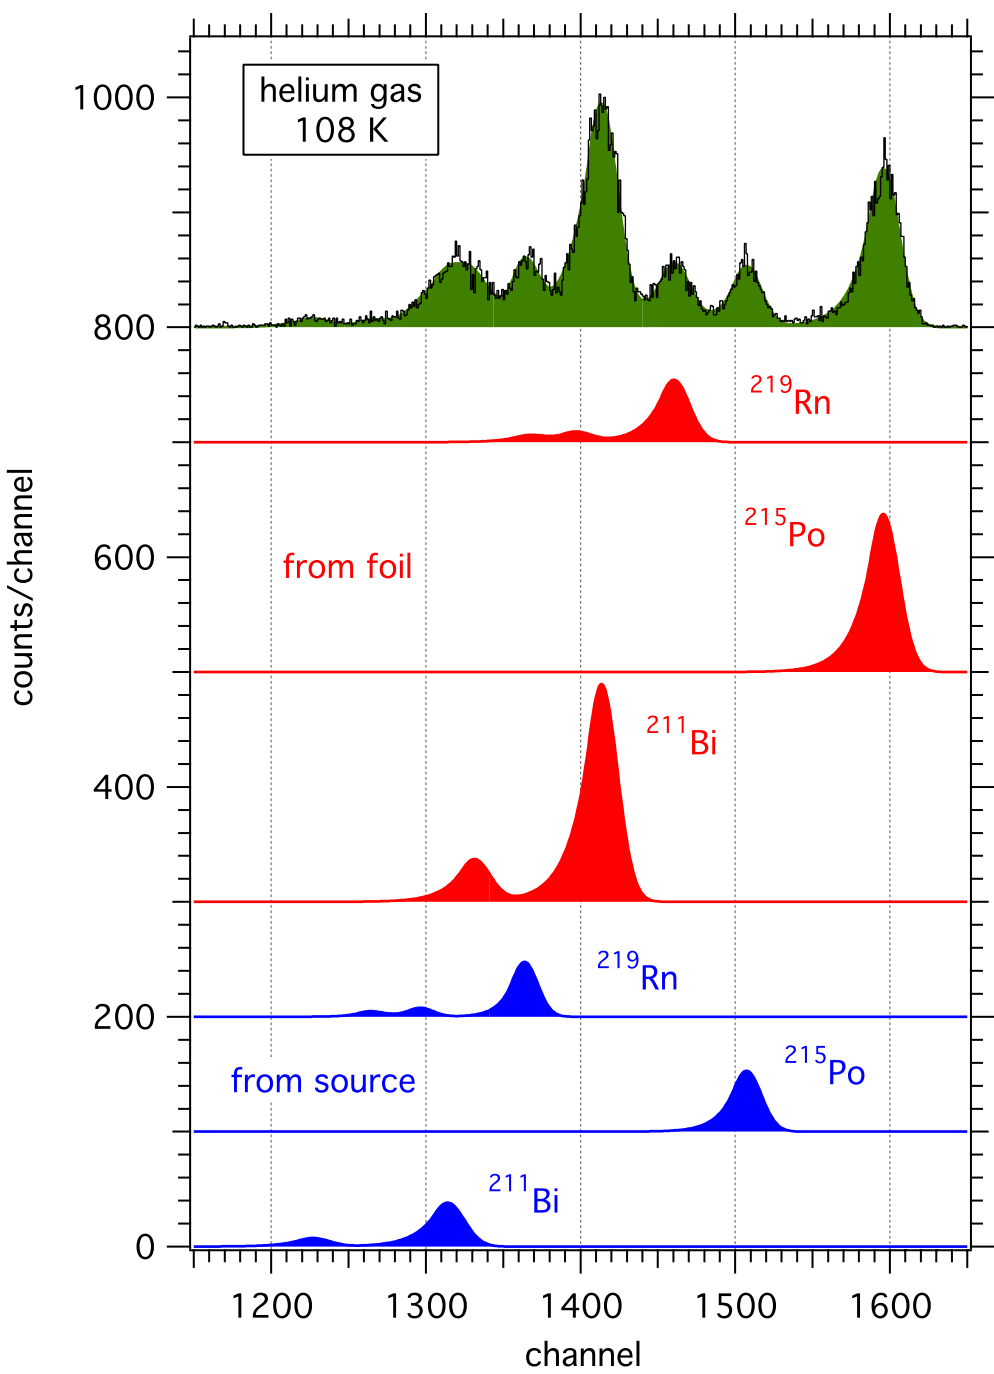 helium gas
108 K
1000
800
²¹⁹Rn
²¹⁵Po
600
from foil
counts/channel
²¹¹Bi
400
²¹⁹Rn
200
²¹⁵Po
from source
²¹¹Bi
0
1200 1300 1400 1500 1600
channel